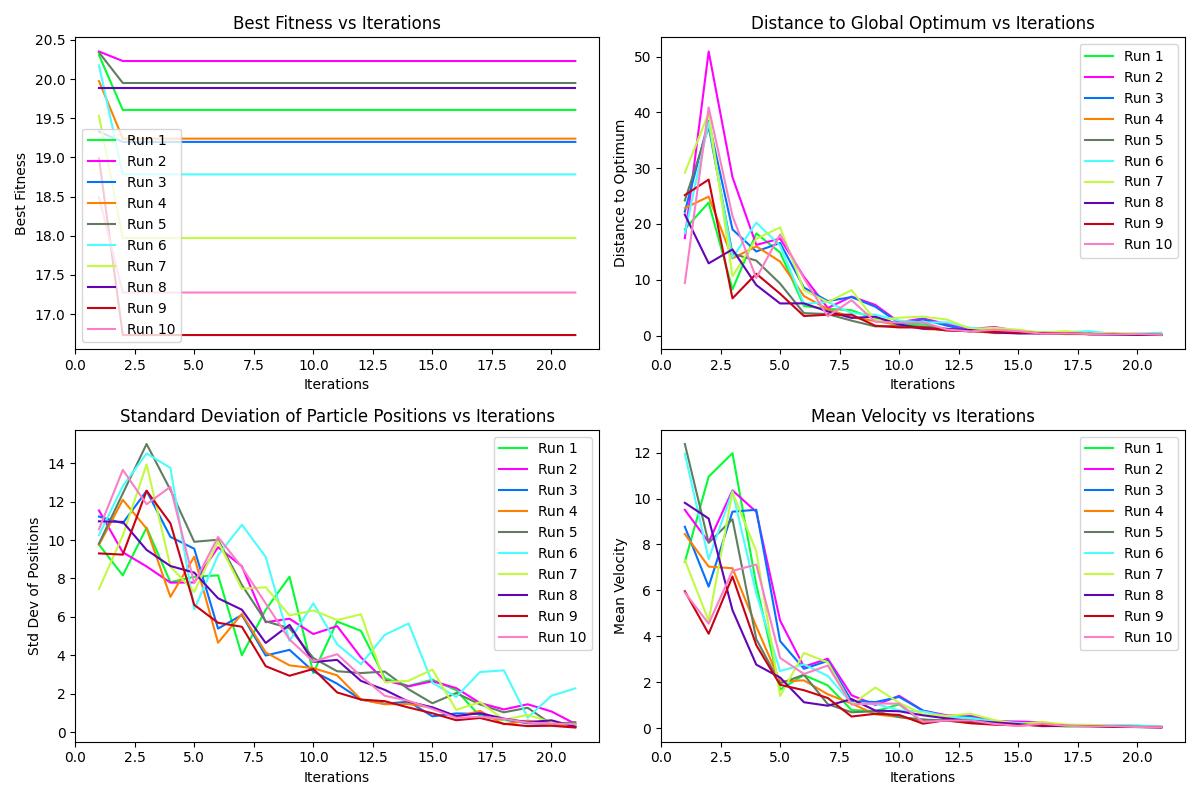 Best Fitness vs Iterations
Best Fitness
20.5
20.0
19.5
19.0
18.5
18.0
17.5
17.0
Run 1
Run 2
Run 3
Run 4
Run 5
Run 6
Run 7
Run 8
Run 9
Run 10
0.0 2.5 5.0 7.5 10.0 12.5 15.0 17.5 20.0
Iterations
Distance to Global Optimum vs Iterations
Distance to Optimum
50
40
30
20
10
0
Run 1
Run 2
Run 3
Run 4
Run 5
Run 6
Run 7
Run 8
Run 9
Run 10
0.0 2.5 5.0 7.5 10.0 12.5 15.0 17.5 20.0
Iterations
Standard Deviation of Particle Positions vs Iterations
Std Dev of Positions
14
12
10
8
6
4
2
0
Run 1
Run 2
Run 3
Run 4
Run 5
Run 6
Run 7
Run 8
Run 9
Run 10
0.0 2.5 5.0 7.5 10.0 12.5 15.0 17.5 20.0
Iterations
Mean Velocity vs Iterations
Mean Velocity
12
10
8
6
4
2
0
Run 1
Run 2
Run 3
Run 4
Run 5
Run 6
Run 7
Run 8
Run 9
Run 10
0.0 2.5 5.0 7.5 10.0 12.5 15.0 17.5 20.0
Iterations